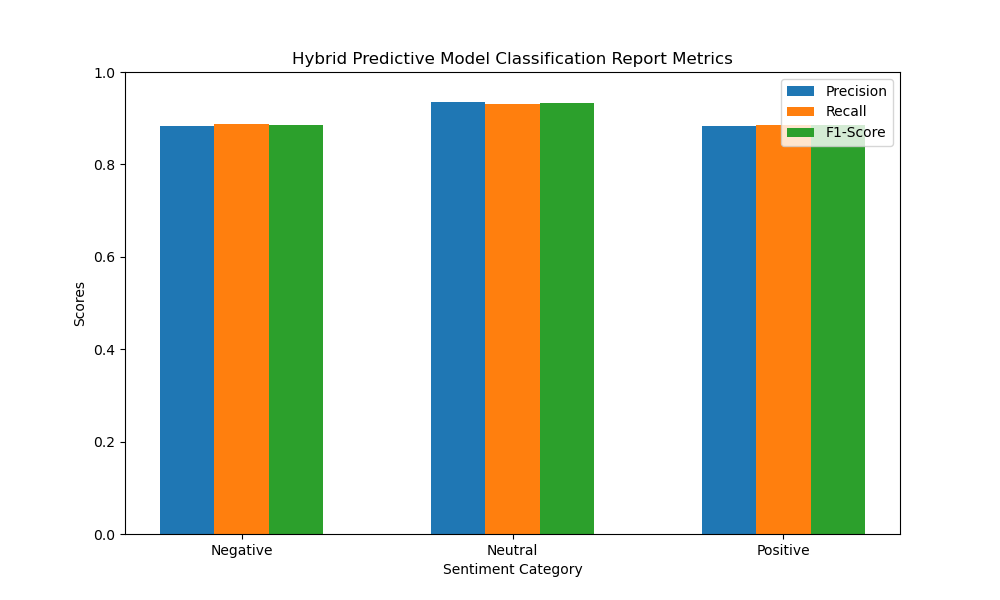 Hybrid Predictive Model Classification Report Metrics
1.0
0.8
0.6
0.4
0.2
0.0
Scores
Precision
Recall
F1-Score
Negative
Neutral
Positive
Sentiment Category